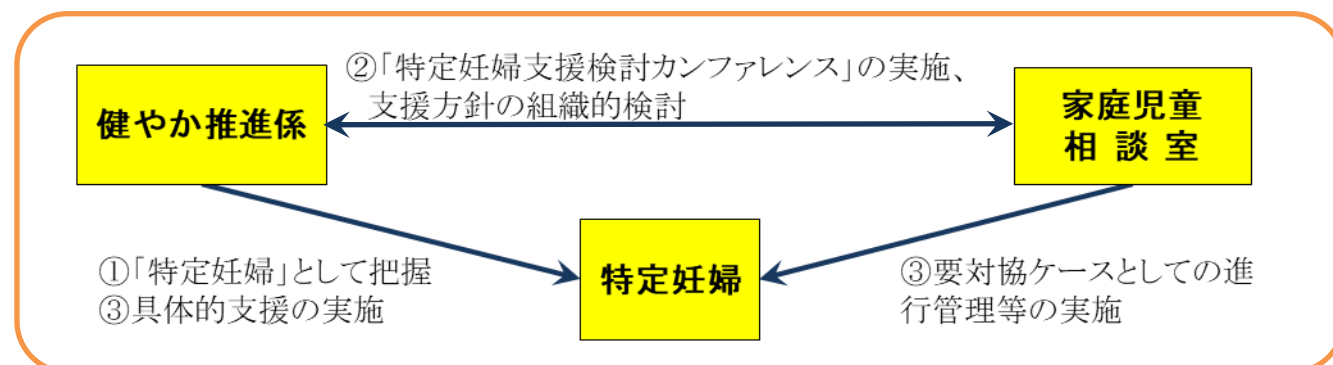 ②「特定妊婦支援検討カンファレンス」の実施、
支援方針の組織的検討
健やか推進係
家庭児童
相 談 室
特定妊婦
①「特定妊婦」として把握
③具体的支援の実施
③要対協ケースとしての進
行管理等の実施